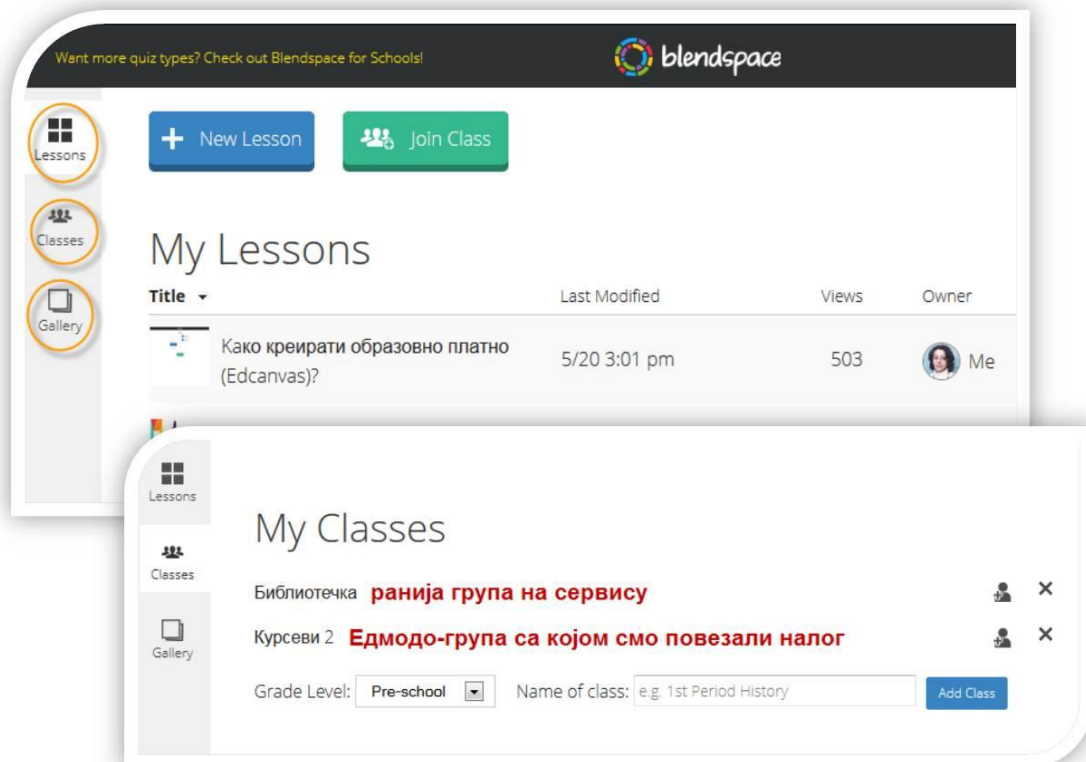 Want more quiz types? Check out Blendspace for Schools!
blendspace
Lessons
New Lesson
Join Class
Classes
My Lessons
Title
Last Modified
Views
Owner
Gallery
Како креирати образовно платно
(Edcanvas)?
5/20 3:01 pm
503
Me
Lessons
My Classes
Classes
Библиотечка ранија група на сервису
Курсеви 2 Едмодо-група са којом смо повезали налог
Gallery
Grade Level: Pre-school Name of class: e.g. 1st Period History Add Class